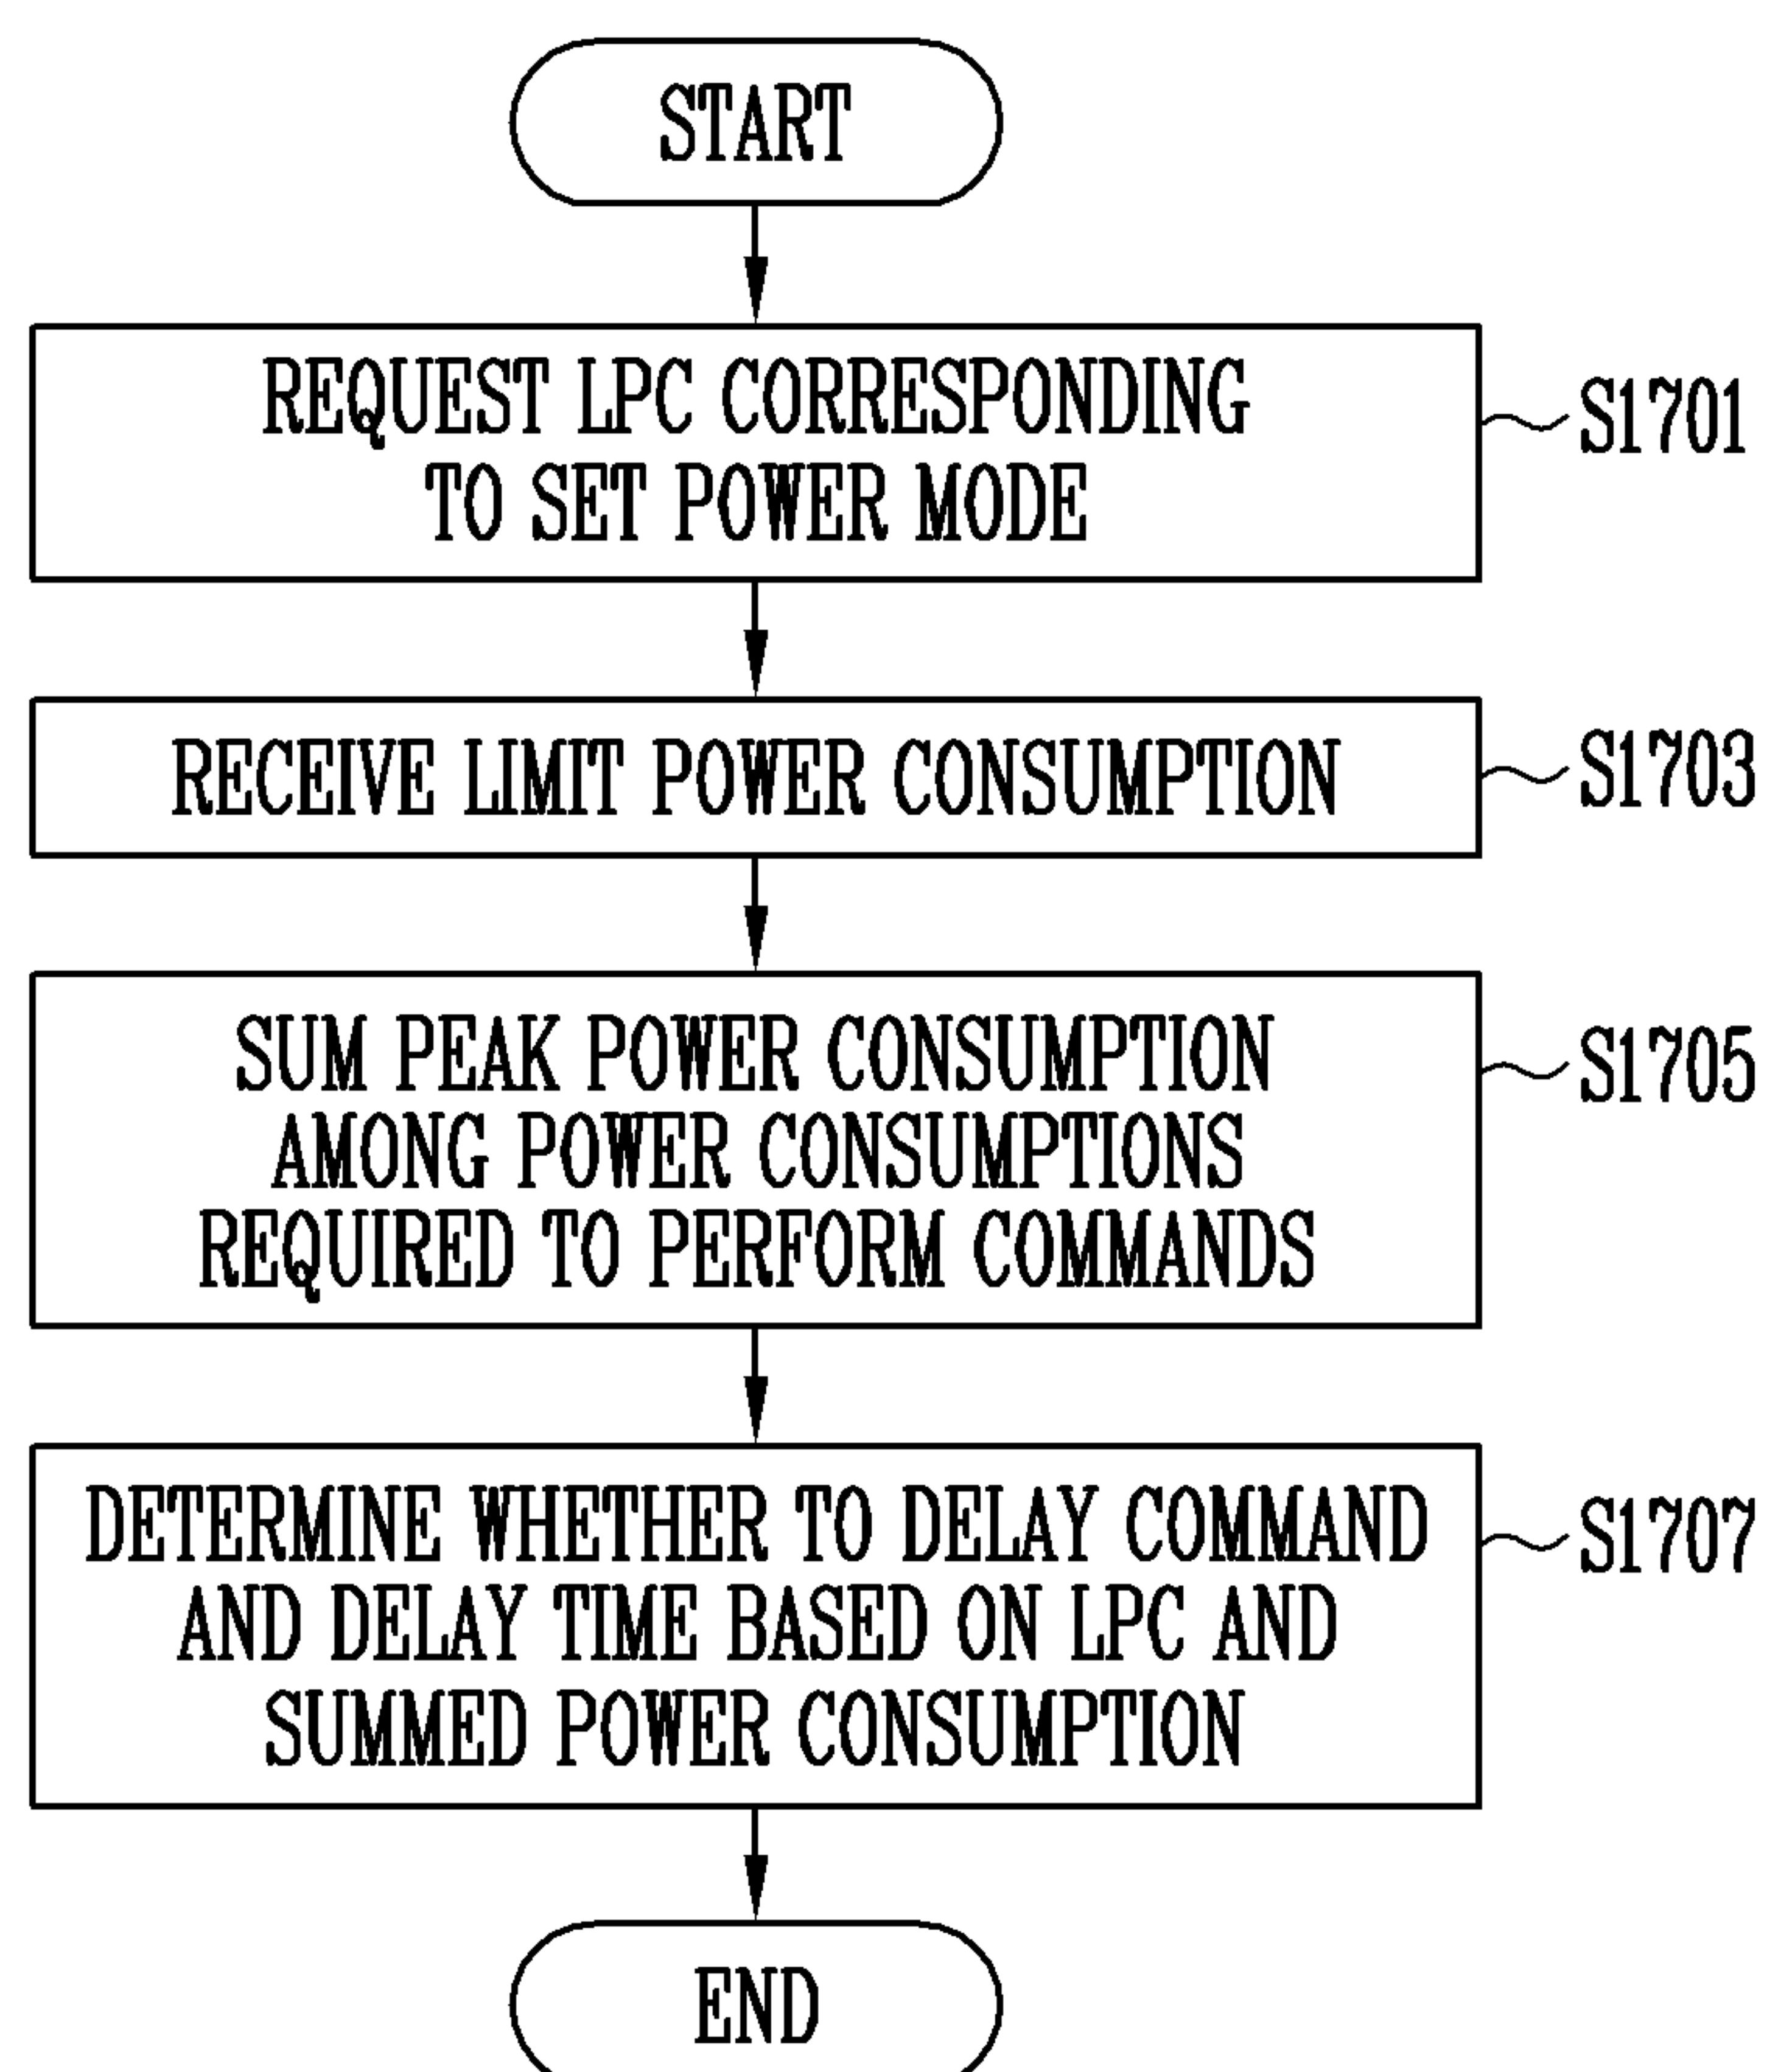 START
REQUEST LPC CORRESPONDING
TO SET POWER MODE
S1701
RECEIVE LIMIT POWER CONSUMPTION
S1703
SUM PEAK POWER CONSUMPTION
AMONG POWER CONSUMPTIONS
REQUIRED TO PERFORM COMMANDS
S1705
DETERMINE WHETHER TO DELAY COMMAND
AND DELAY TIME BASED ON LPC AND
SUMMED POWER CONSUMPTION
S1707
END